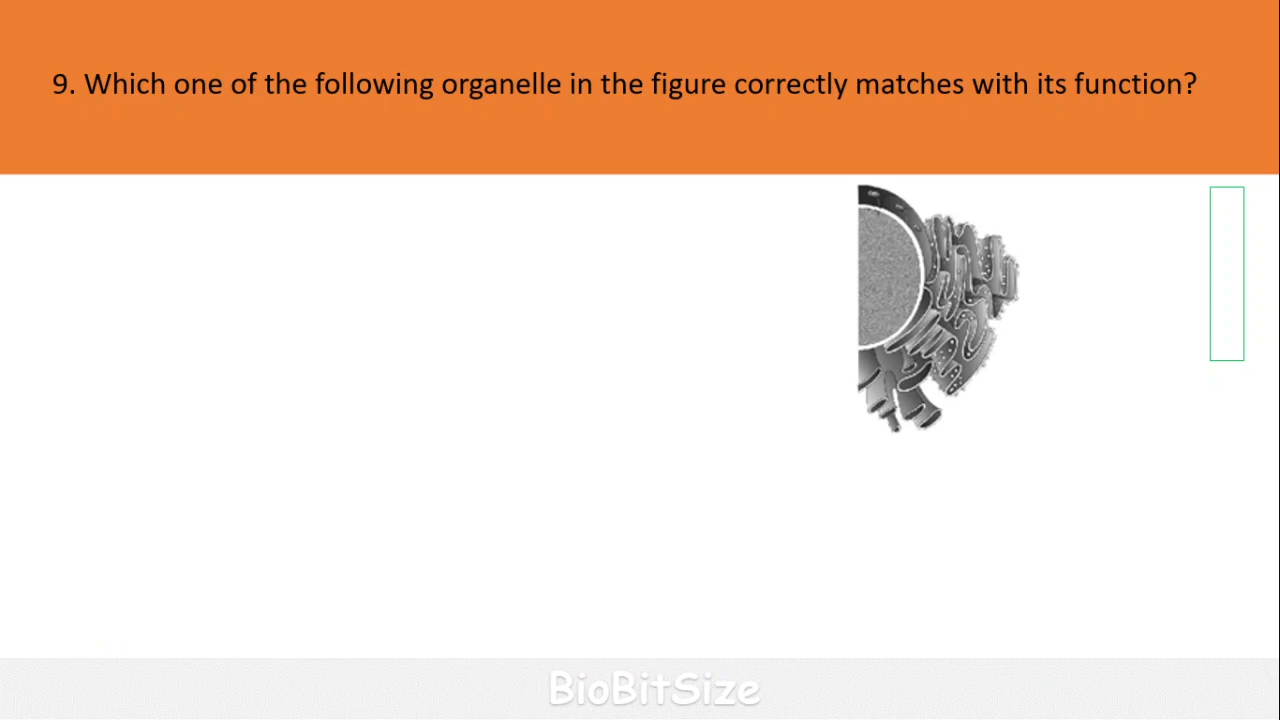 9. Which one of the following organelle in the figure correctly matches with its function?
BioBitSize